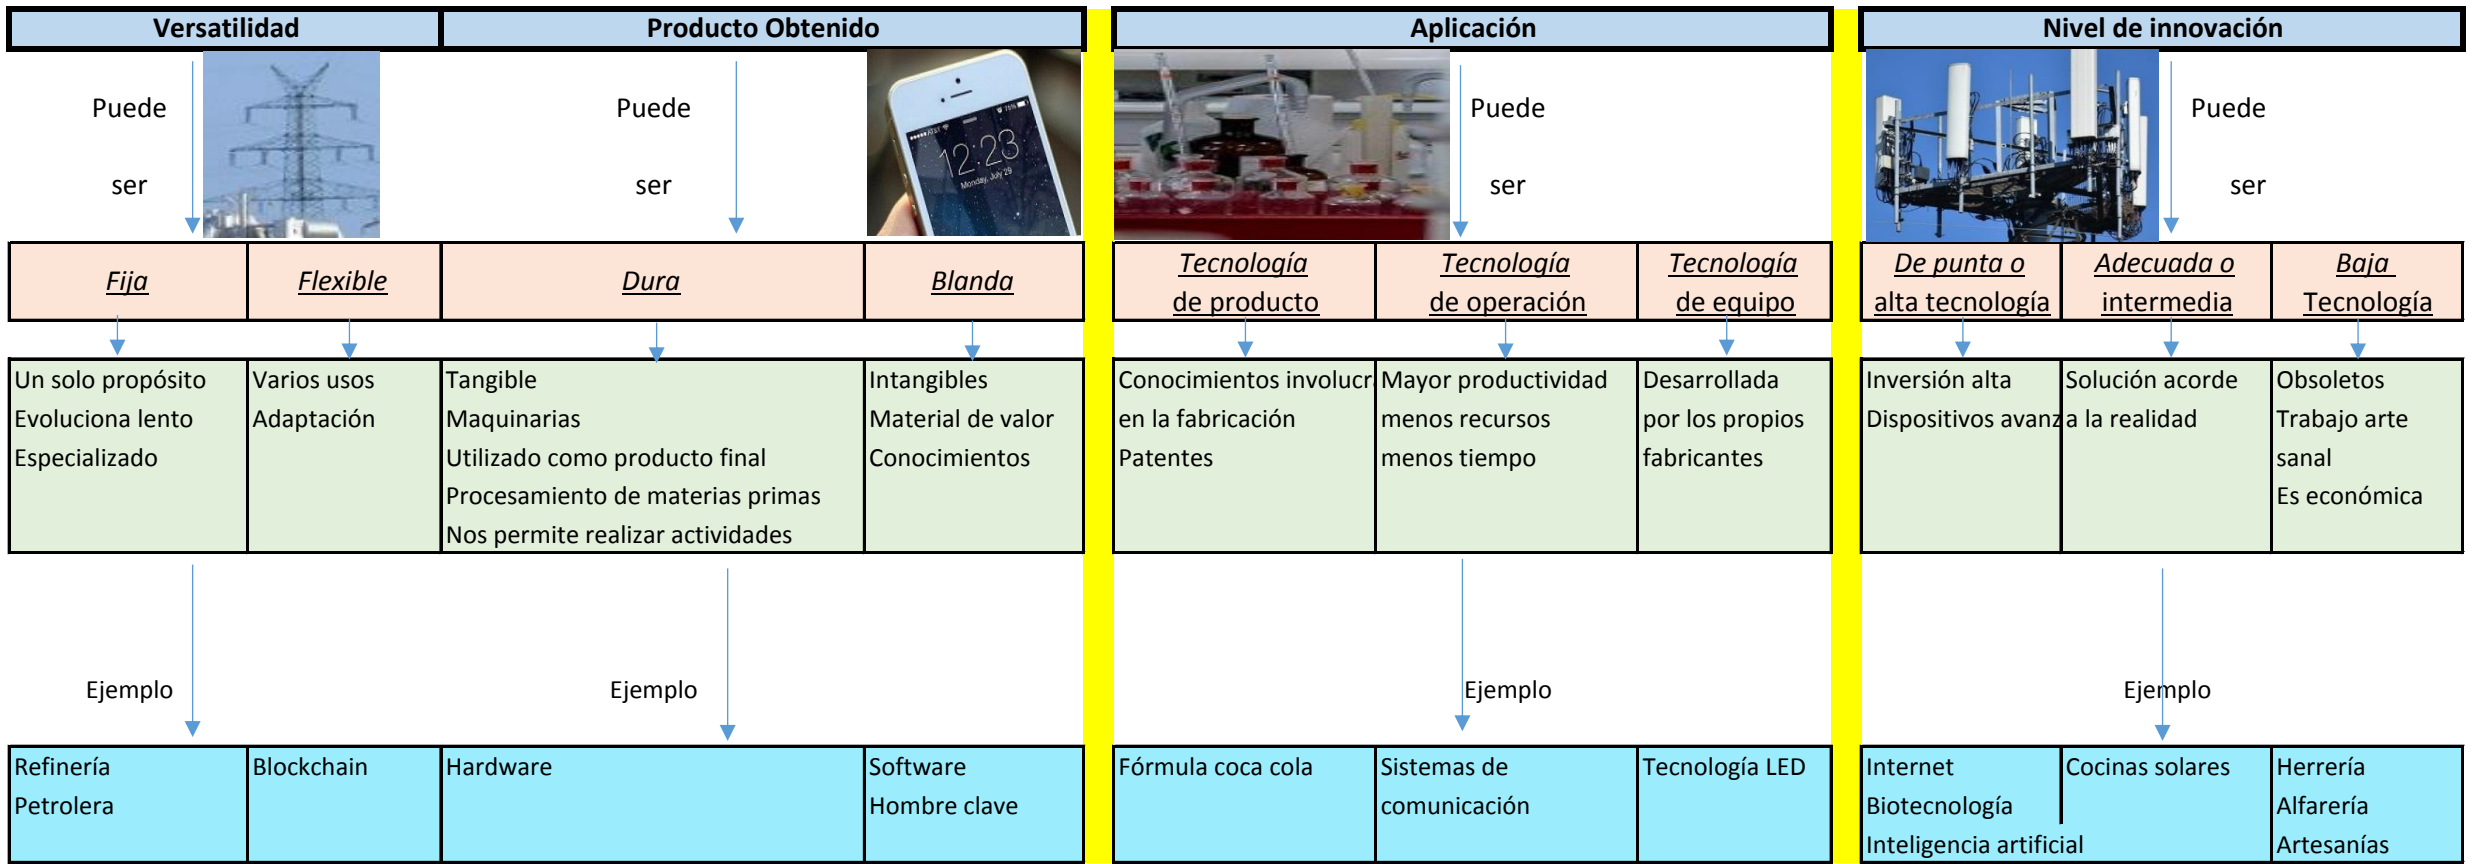 Versatilidad
Producto Obtenido
Aplicación
Nivel de innovación
Puede
ser
Puede
ser
12:23
Monday, July 29
Puede
ser
Puede
ser
Fija
Flexible
Dura
Blanda
Tecnología
de producto
Tecnología
de operación
Tecnología
de equipo
De punta o
alta tecnología
Adecuada o
intermedia
Baja
Tecnología
Un solo propósito
Evoluciona lento
Especializado
Varios usos
Adaptación
Tangible
Maquinarias
Utilizado como producto final
Procesamiento de materias primas
Nos permite realizar actividades
Intangibles
Material de valor
Conocimientos
Conocimientos involucr
en la fabricación
Patentes
Mayor productividad
menos recursos
menos tiempo
Desarrollada
por los propios
fabricantes
Inversión alta
Dispositivos avanz
Solución acorde
a la realidad
Obsoletos
Trabajo arte
sanal
Es económica
Ejemplo
Ejemplo
Ejemplo
Ejemplo
Refinería
Petrolera
Blockchain
Hardware
Software
Hombre clave
Fórmula coca cola
Sistemas de
comunicación
Tecnología LED
Internet
Biotecnología
Inteligencia artificial
Cocinas solares
Herrería
Alfarería
Artesanías